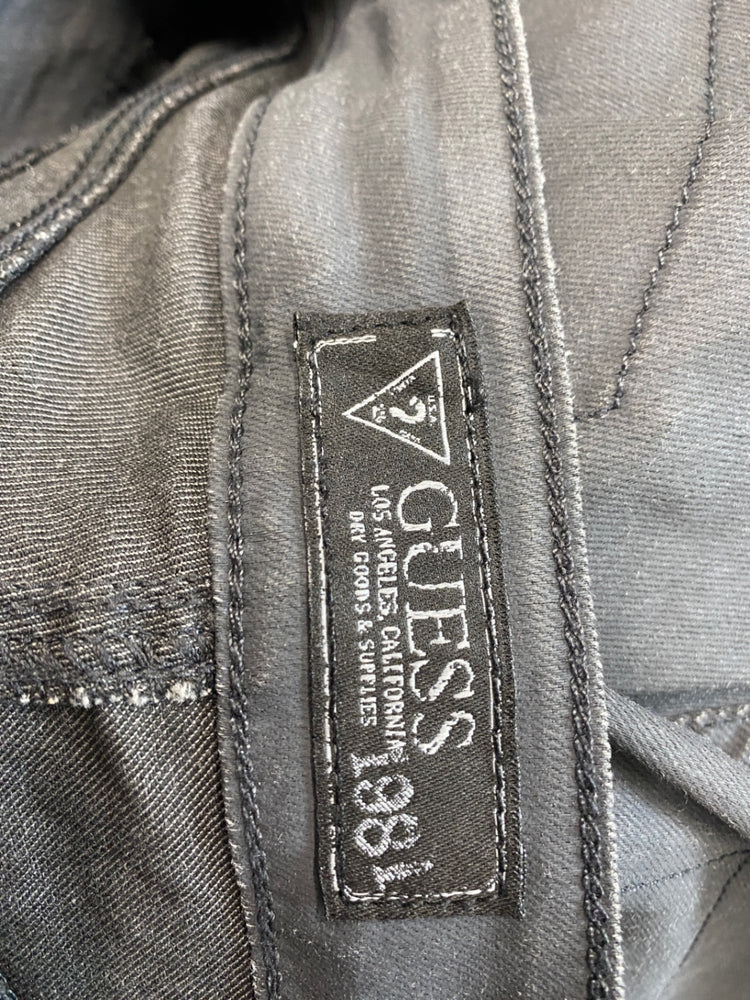 ?
U.S.A.
GUESS
LOS ANGELES, CALIFORNIA
DRY GOODS & SUPPLIES
1981